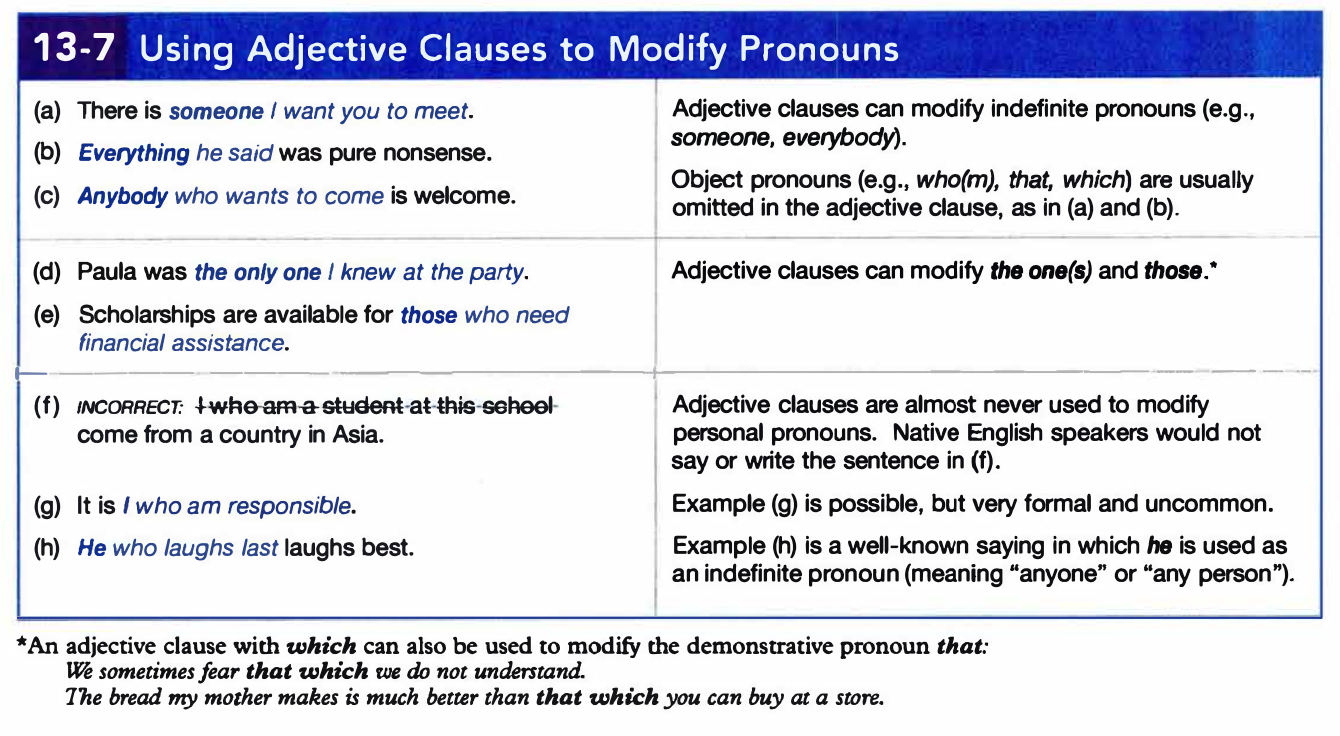 13-7 Using Adjective Clauses to Modify Pronouns
(a) There is someone I want you to meet.
(b) Everything he said was pure nonsense.
(c) Anybody who wants to come is welcome.
Adjective clauses can modify indefinite pronouns (e.g.,
someone, everybody).
Object pronouns (e.g., who(m), that, which) are usually
omitted in the adjective clause, as in (a) and (b).
(d) Paula was the only one I knew at the party.
(e) Scholarships are available for those who need
financial assistance.
Adjective clauses can modify the one(s) and those.*
(f) INCORRECT: I who am a student at this school
come from a country in Asia.
(g) It is I who am responsible.
(h) He who laughs last laughs best.
Adjective clauses are almost never used to modify
personal pronouns. Native English speakers would not
say or write the sentence in (f).
Example (g) is possible, but very formal and uncommon.
Example (h) is a well-known saying in which he is used as
an indefinite pronoun (meaning "anyone" or "any person").
*An adjective clause with which can also be used to modify the demonstrative pronoun that:
We sometimes fear that which we do not understand.
The bread my mother makes is much better than that which you can buy at a store.